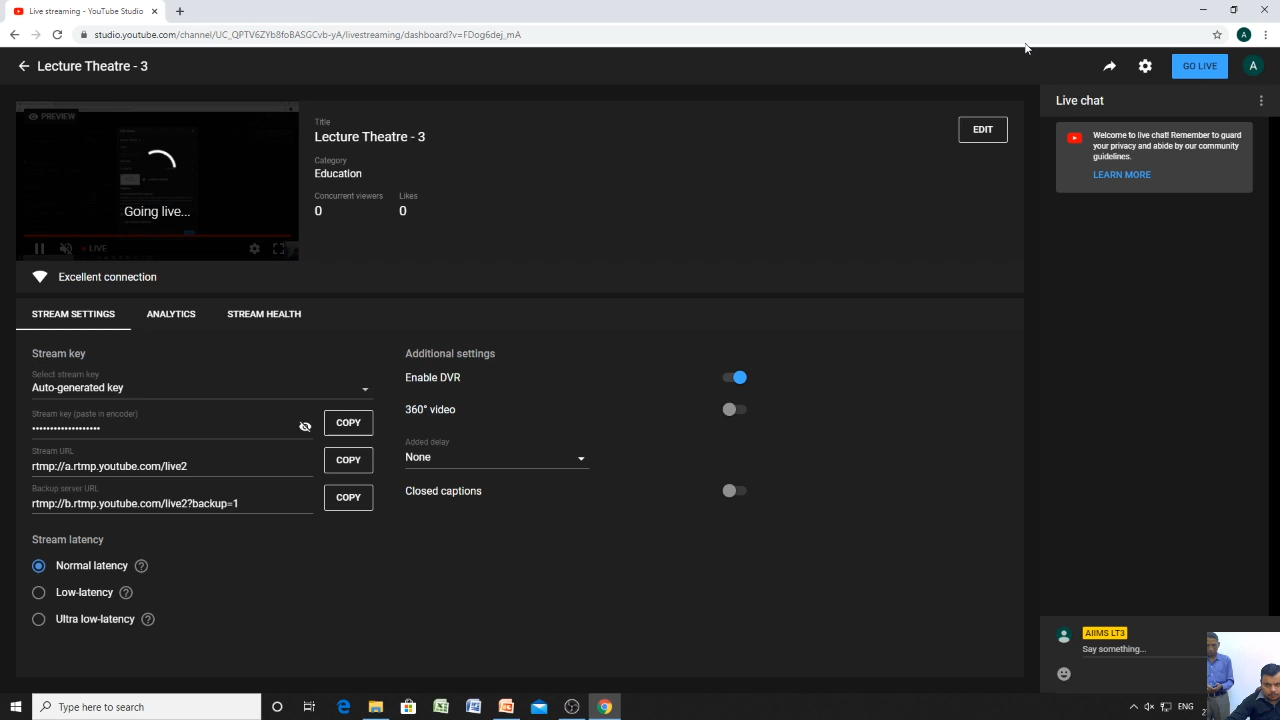 Live streaming - YouTube Studio
studio.youtube.com/channel/UC_QPTV6ZYb8foBASGCvb-yA/livestreaming/dashboard?v=FDog6dej_mA
A
Lecture Theatre - 3
GO LIVE
A
PREVIEW
Going live...
LIVE
Title
Lecture Theatre - 3
EDIT
Category
Education
Concurrent viewers
Likes
0
0
Live chat
Welcome to live chat! Remember to guard
your privacy and abide by our community
guidelines.
LEARN MORE
Excellent connection
STREAM SETTINGS
ANALYTICS
STREAM HEALTH
Stream key
Select stream key
Auto-generated key
Stream key (paste in encoder)
••••••••••••••••••
COPY
Stream URL
rtmp://a.rtmp.youtube.com/live2
COPY
Backup server URL
rtmp://b.rtmp.youtube.com/live2?backup=1
COPY
Stream latency
Normal latency
Low-latency
Ultra low-latency
Additional settings
Enable DVR
360° video
Added delay
None
Closed captions
AIIMS LT3
Say something...
Type here to search
ENG